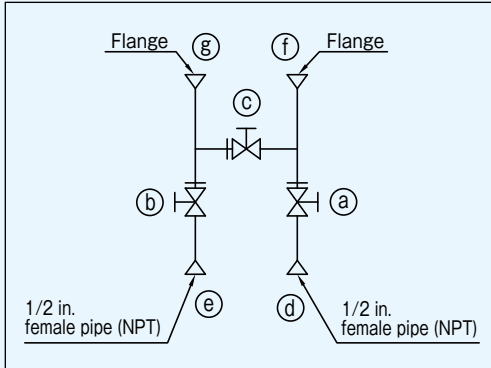 Flange
g
f
Flange
c
b
a
e
d
1/2 in.
female pipe (NPT)
1/2 in.
female pipe (NPT)